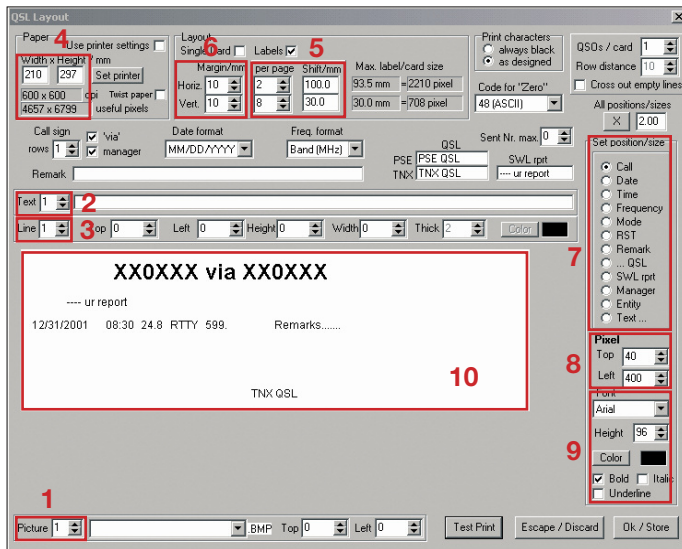 QSL Layout
Paper 4
Use printer settings
Width x Height / mm
210 297 Set printer
600 x 600 dpi Twist paper
4657 x 6799 useful pixels
Layout
Single card Labels
6 5
Margin/mm per page Shift/mm Max. label/card size
Horiz. 10 2 100.0 93.5 mm =2210 pixel
Vert. 10 8 30.0 30.0 mm =708 pixel
Print characters
always black
as designed
Code for "Zero"
48 (ASCII)
QSOs / card 1
Row distance 10
Cross out empty lines
All positions/sizes
X 2.00
Call sign
rows 1
'via'
manager
Date format
MM/DD/YYYY
Freq. format
Band (MHz)
QSL
PSE PSE QSL
TNX TNX QSL
Sent Nr. max. 0
SWL rprt
---- ur report
Remark
Text 1 2
Line 1 3 Top 0 Left 0 Height 0 Width 0 Thick 2 Color
XX0XXX via XX0XXX
---- ur report
12/31/2001 08:30 24.8 RTTY 599. Remarks.......
10
TNX QSL
Set position/size
Call
Date
Time
Frequency
Mode
RST
Remark
... QSL
SWL rprt
Manager
Entity
Text ...
7
Pixel
Top 40
Left 400
8
Font
Arial
Height 96
9
Color
Bold Italic
Underline
1
Picture 1 .BMP Top 0 Left 0 Test Print Escape / Discard Ok / Store